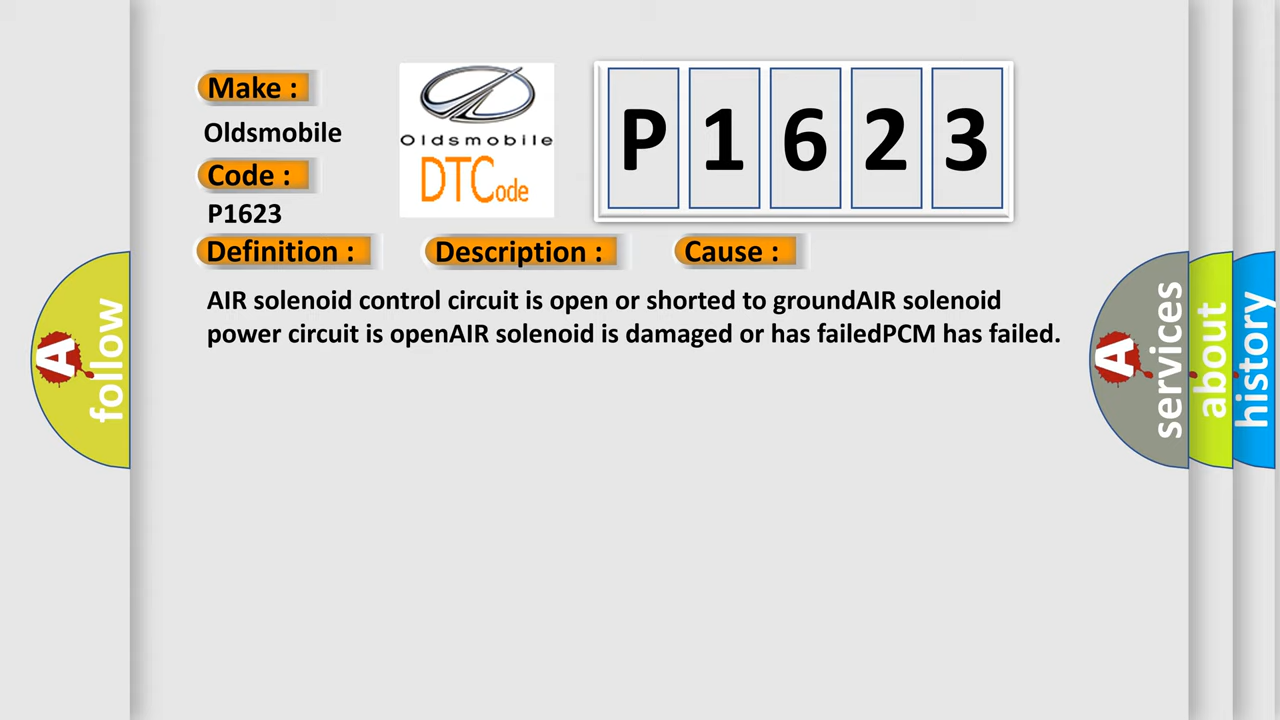 Make :
Oldsmobile
Code :
P1623
Oldsmobile
DTCode
P 1 6 2 3
Definition :
Description :
Cause :
AIR solenoid control circuit is open or shorted to groundAIR solenoid
power circuit is openAIR solenoid is damaged or has failedPCM has failed.
A
follow
A
services
about
history